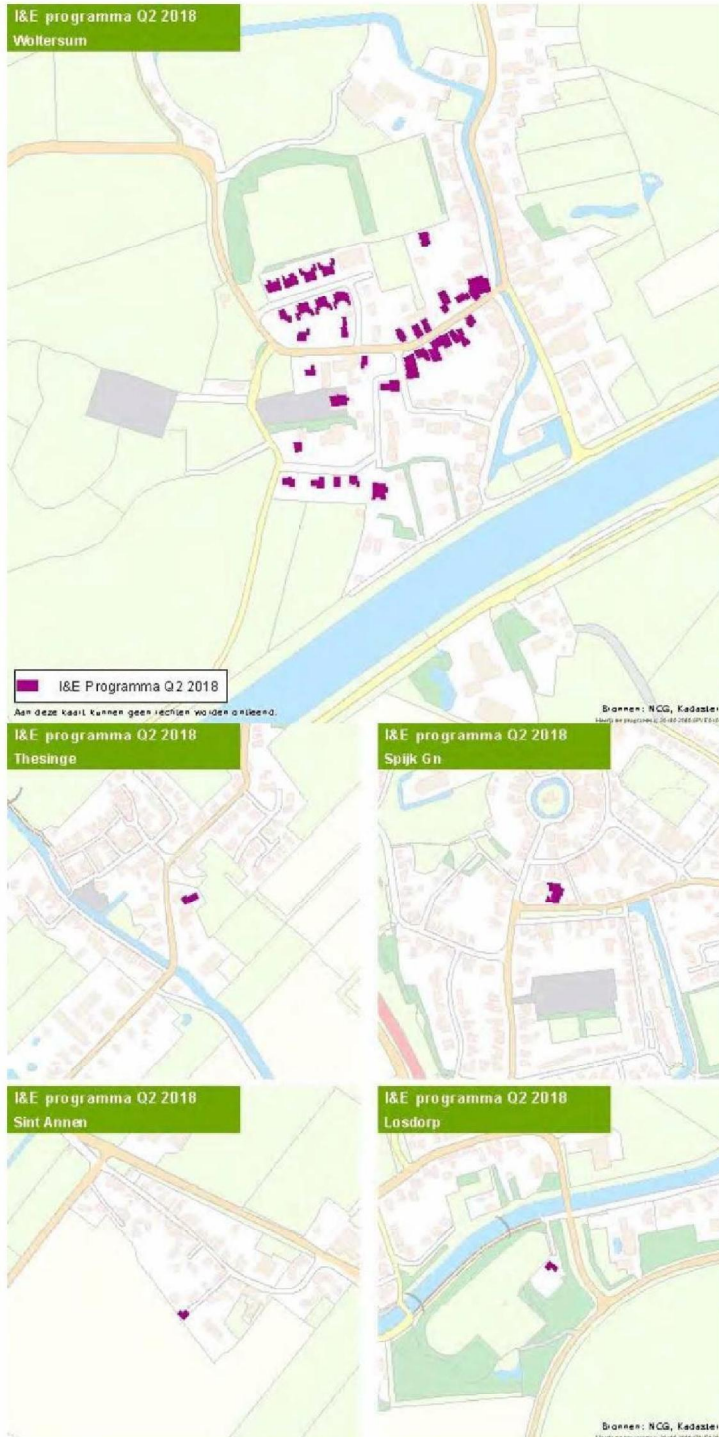 I&E programma Q2 2018
Woltersum
I&E Programma Q2 2018
Aan deze kaart kunnen geen rechten worden ontleend.
Bronnen: NCG, Kadaster
I&E programma Q2 2018
Thesinge
I&E programma Q2 2018
Spijk Gn
I&E programma Q2 2018
Sint Annen
I&E programma Q2 2018
Losdorp
Bronnen: NCG, Kadaster